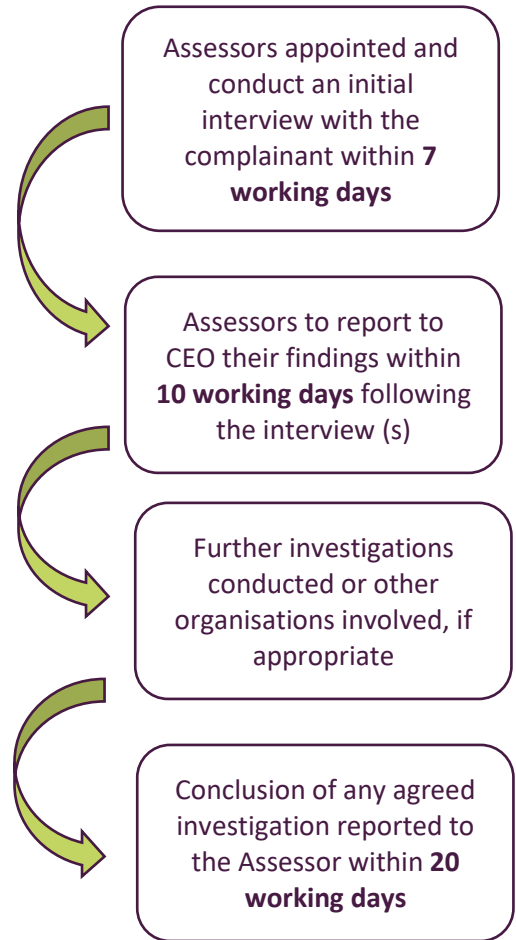 Assessors appointed and
conduct an initial
interview with the
complainant within 7
working days
Assessors to report to
CEO their findings within
10 working days following
the interview (s)
Further investigations
conducted or other
organisations involved, if
appropriate
Conclusion of any agreed
investigation reported to
the Assessor within 20
working days